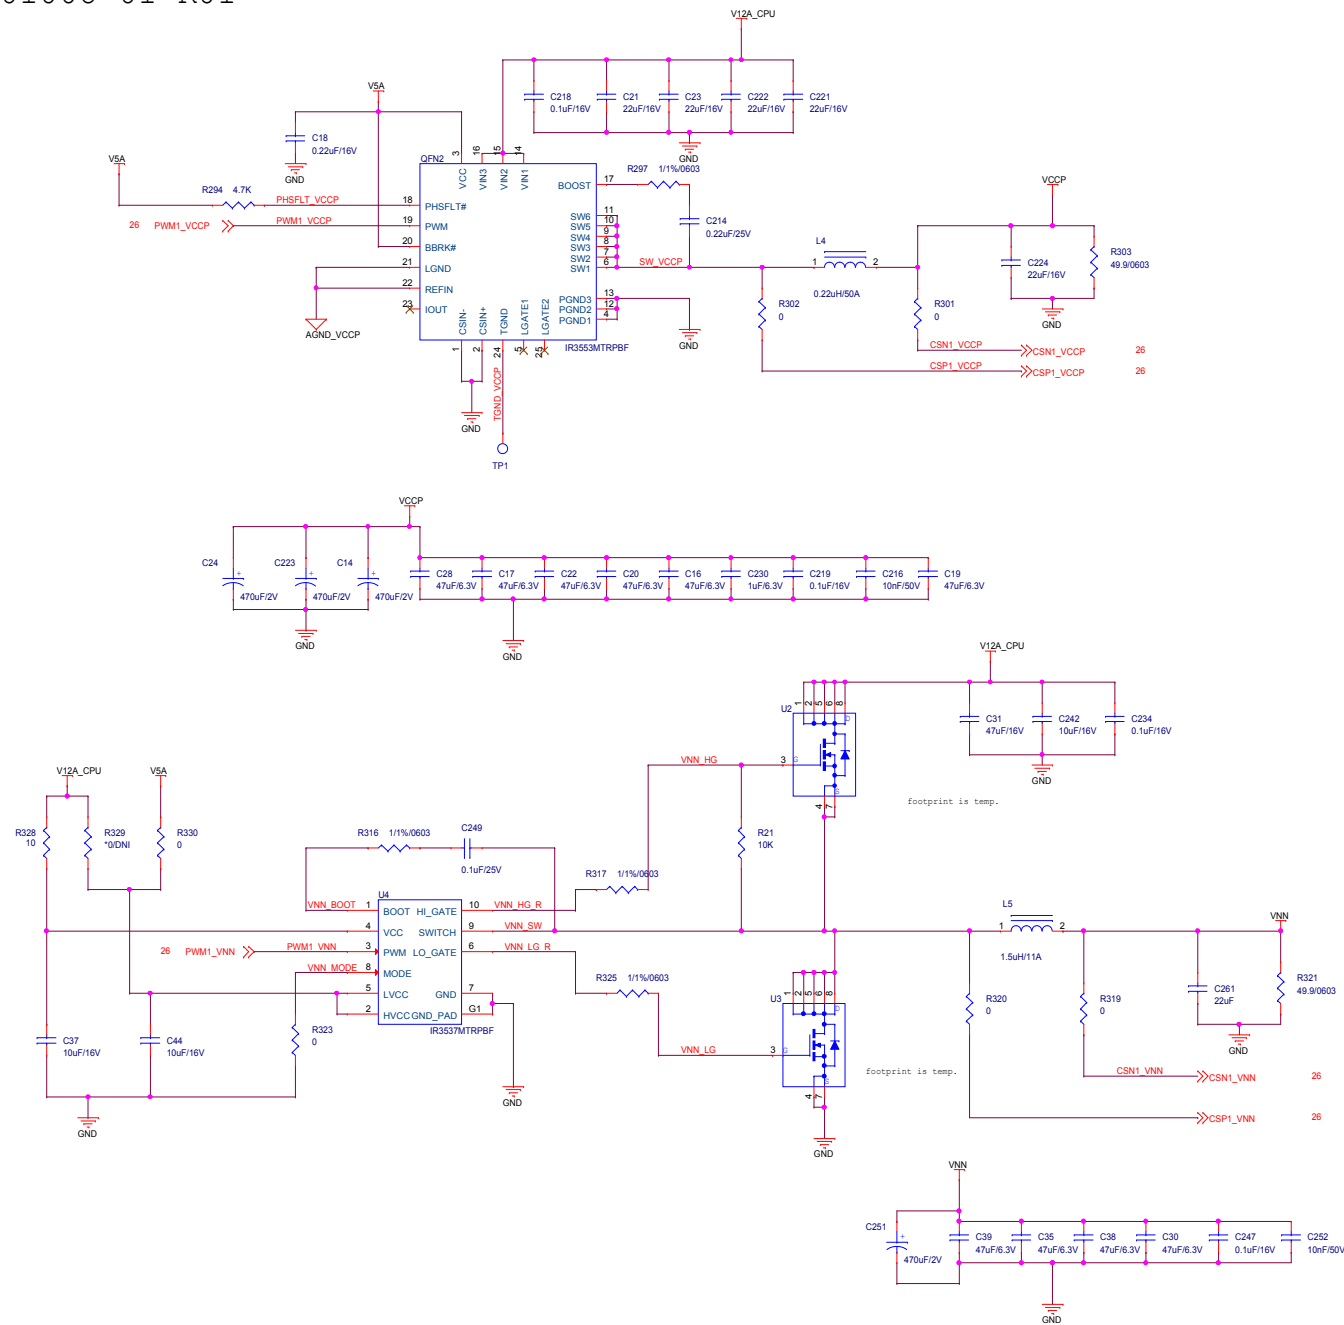 V12A_CPU
C218
0.1uF/16V
C21
22uF/16V
C23
22uF/16V
C222
22uF/16V
C221
22uF/16V
GND
V5A
C18
0.22uF/16V
GND
V5A
R294 4.7K
PHSFLT_VCCP
26 PWM1_VCCP
PWM1_VCCP
QFN2
3
16
15
14
VCC
VIN3
VIN2
VIN1
18 PHSFLT#
19 PWM
20 BBRK#
21 LGND
22 REFIN
23 IOUT
BOOST 17
SW6 11
SW5 10
SW4 9
SW3 8
SW2 7
SW1 6
PGND3 13
PGND2 12
PGND1 4
CSIN-
CSIN+
TGND
LGATE1
LGATE2
1
2
24
5
25
IR3553MTRPBF
AGND_VCCP
GND
TGND_VCCP
TP1
R297 1/1%/0603
C214
0.22uF/25V
SW_VCCP
GND
L4
1 2
0.22uH/50A
R302
0
R301
0
VCCP
C224
22uF/16V
R303
49.9/0603
GND
CSN1_VCCP
CSN1_VCCP 26
CSP1_VCCP
CSP1_VCCP 26
VCCP
C24
470uF/2V
C223
470uF/2V
C14
470uF/2V
GND
C28
47uF/6.3V
C17
47uF/6.3V
C22
47uF/6.3V
C20
47uF/6.3V
C16
47uF/6.3V
C230
1uF/6.3V
C219
0.1uF/16V
C216
10nF/50V
C19
47uF/6.3V
GND
V12A_CPU
C31
47uF/16V
C242
10uF/16V
C234
0.1uF/16V
GND
U2
1
2
5
6
8
D
G
S
3
4
7
footprint is temp.
VNN_HG
R21
10K
V12A_CPU
V5A
R328
10
R329
*0/DNI
R330
0
R316 1/1%/0603
C249
0.1uF/25V
R317 1/1%/0603
VNN_BOOT
U4
1 BOOT
4 VCC
3 PWM
8 MODE
5 LVCC
2 HVCC
HI_GATE 10
SWITCH 9
LO_GATE 6
GND 7
GND_PAD G1
IR3537MTRPBF
VNN_HG_R
VNN_SW
VNN_LG_R
26 PWM1_VNN
PWM1_VNN
VNN_MODE
R323
0
C37
10uF/16V
C44
10uF/16V
GND
GND
R325 1/1%/0603
VNN_LG
U3
1
2
5
6
8
D
G
S
3
4
7
GND
footprint is temp.
L5
1 2
1.5uH/11A
VNN
R320
0
R319
0
C261
22uF
R321
49.9/0603
GND
CSN1_VNN
CSN1_VNN 26
CSP1_VNN 26
VNN
C251
470uF/2V
C39
47uF/6.3V
C35
47uF/6.3V
C38
47uF/6.3V
C30
47uF/6.3V
C247
0.1uF/16V
C252
10nF/50V
GND